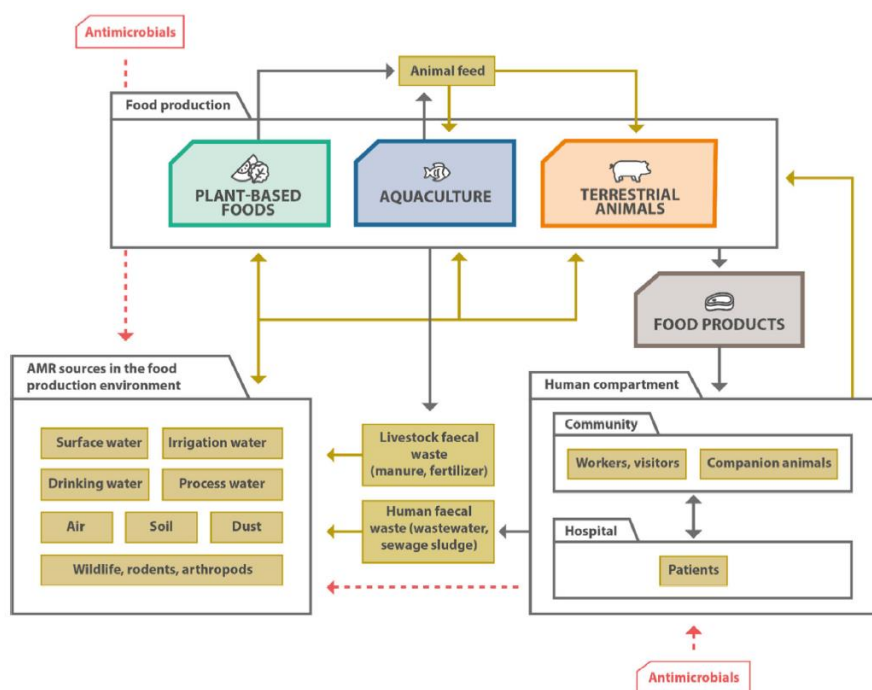 Antimicrobials
Animal feed
Food production
PLANT-BASED
FOODS
AQUACULTURE
TERRESTRIAL
ANIMALS
FOOD PRODUCTS
AMR sources in the food
production environment
Surface water
Irrigation water
Drinking water
Process water
Air
Soil
Dust
Wildlife, rodents, arthropods
Livestock faecal
waste
(manure, fertilizer)
Human faecal
waste (wastewater,
sewage sludge)
Human compartment
Community
Workers, visitors
Companion animals
Hospital
Patients
Antimicrobials